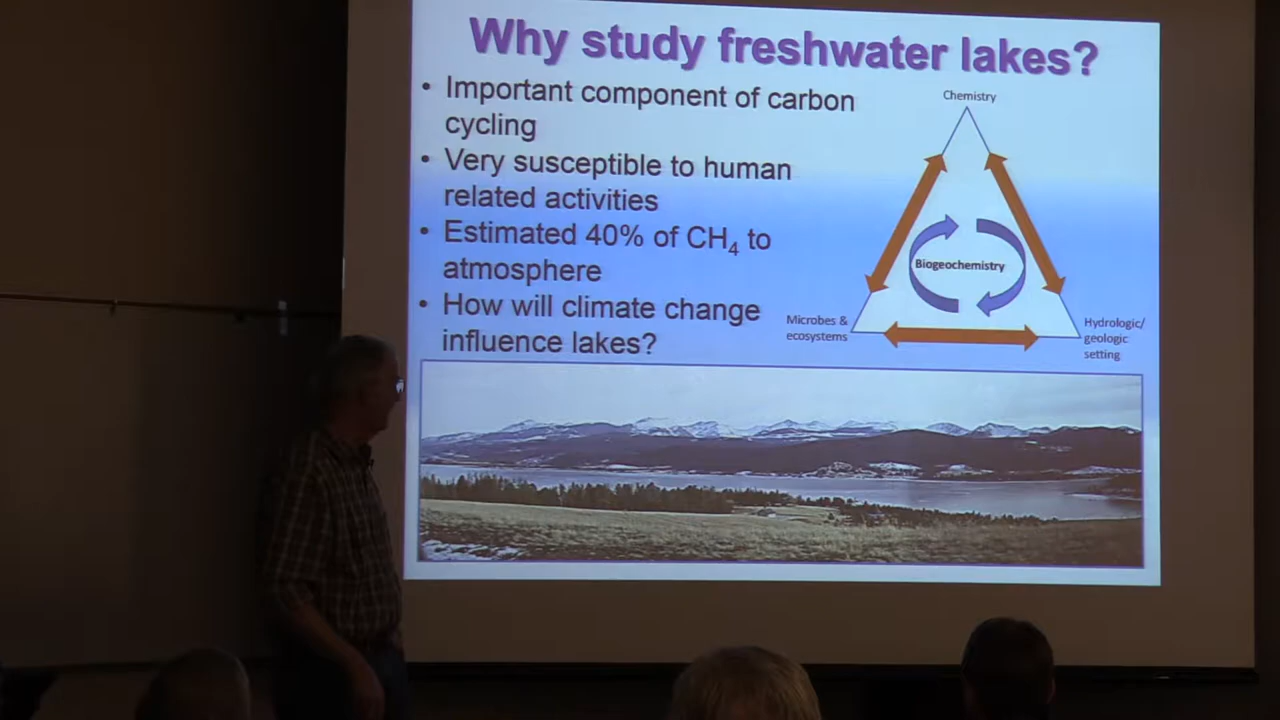 Why study freshwater lakes?
• Important component of carbon
cycling
• Very susceptible to human
related activities
• Estimated 40% of CH₄ to
atmosphere
• How will climate change
influence lakes?
Chemistry
Biogeochemistry
Microbes &
ecosystems
Hydrologic/
geologic
setting